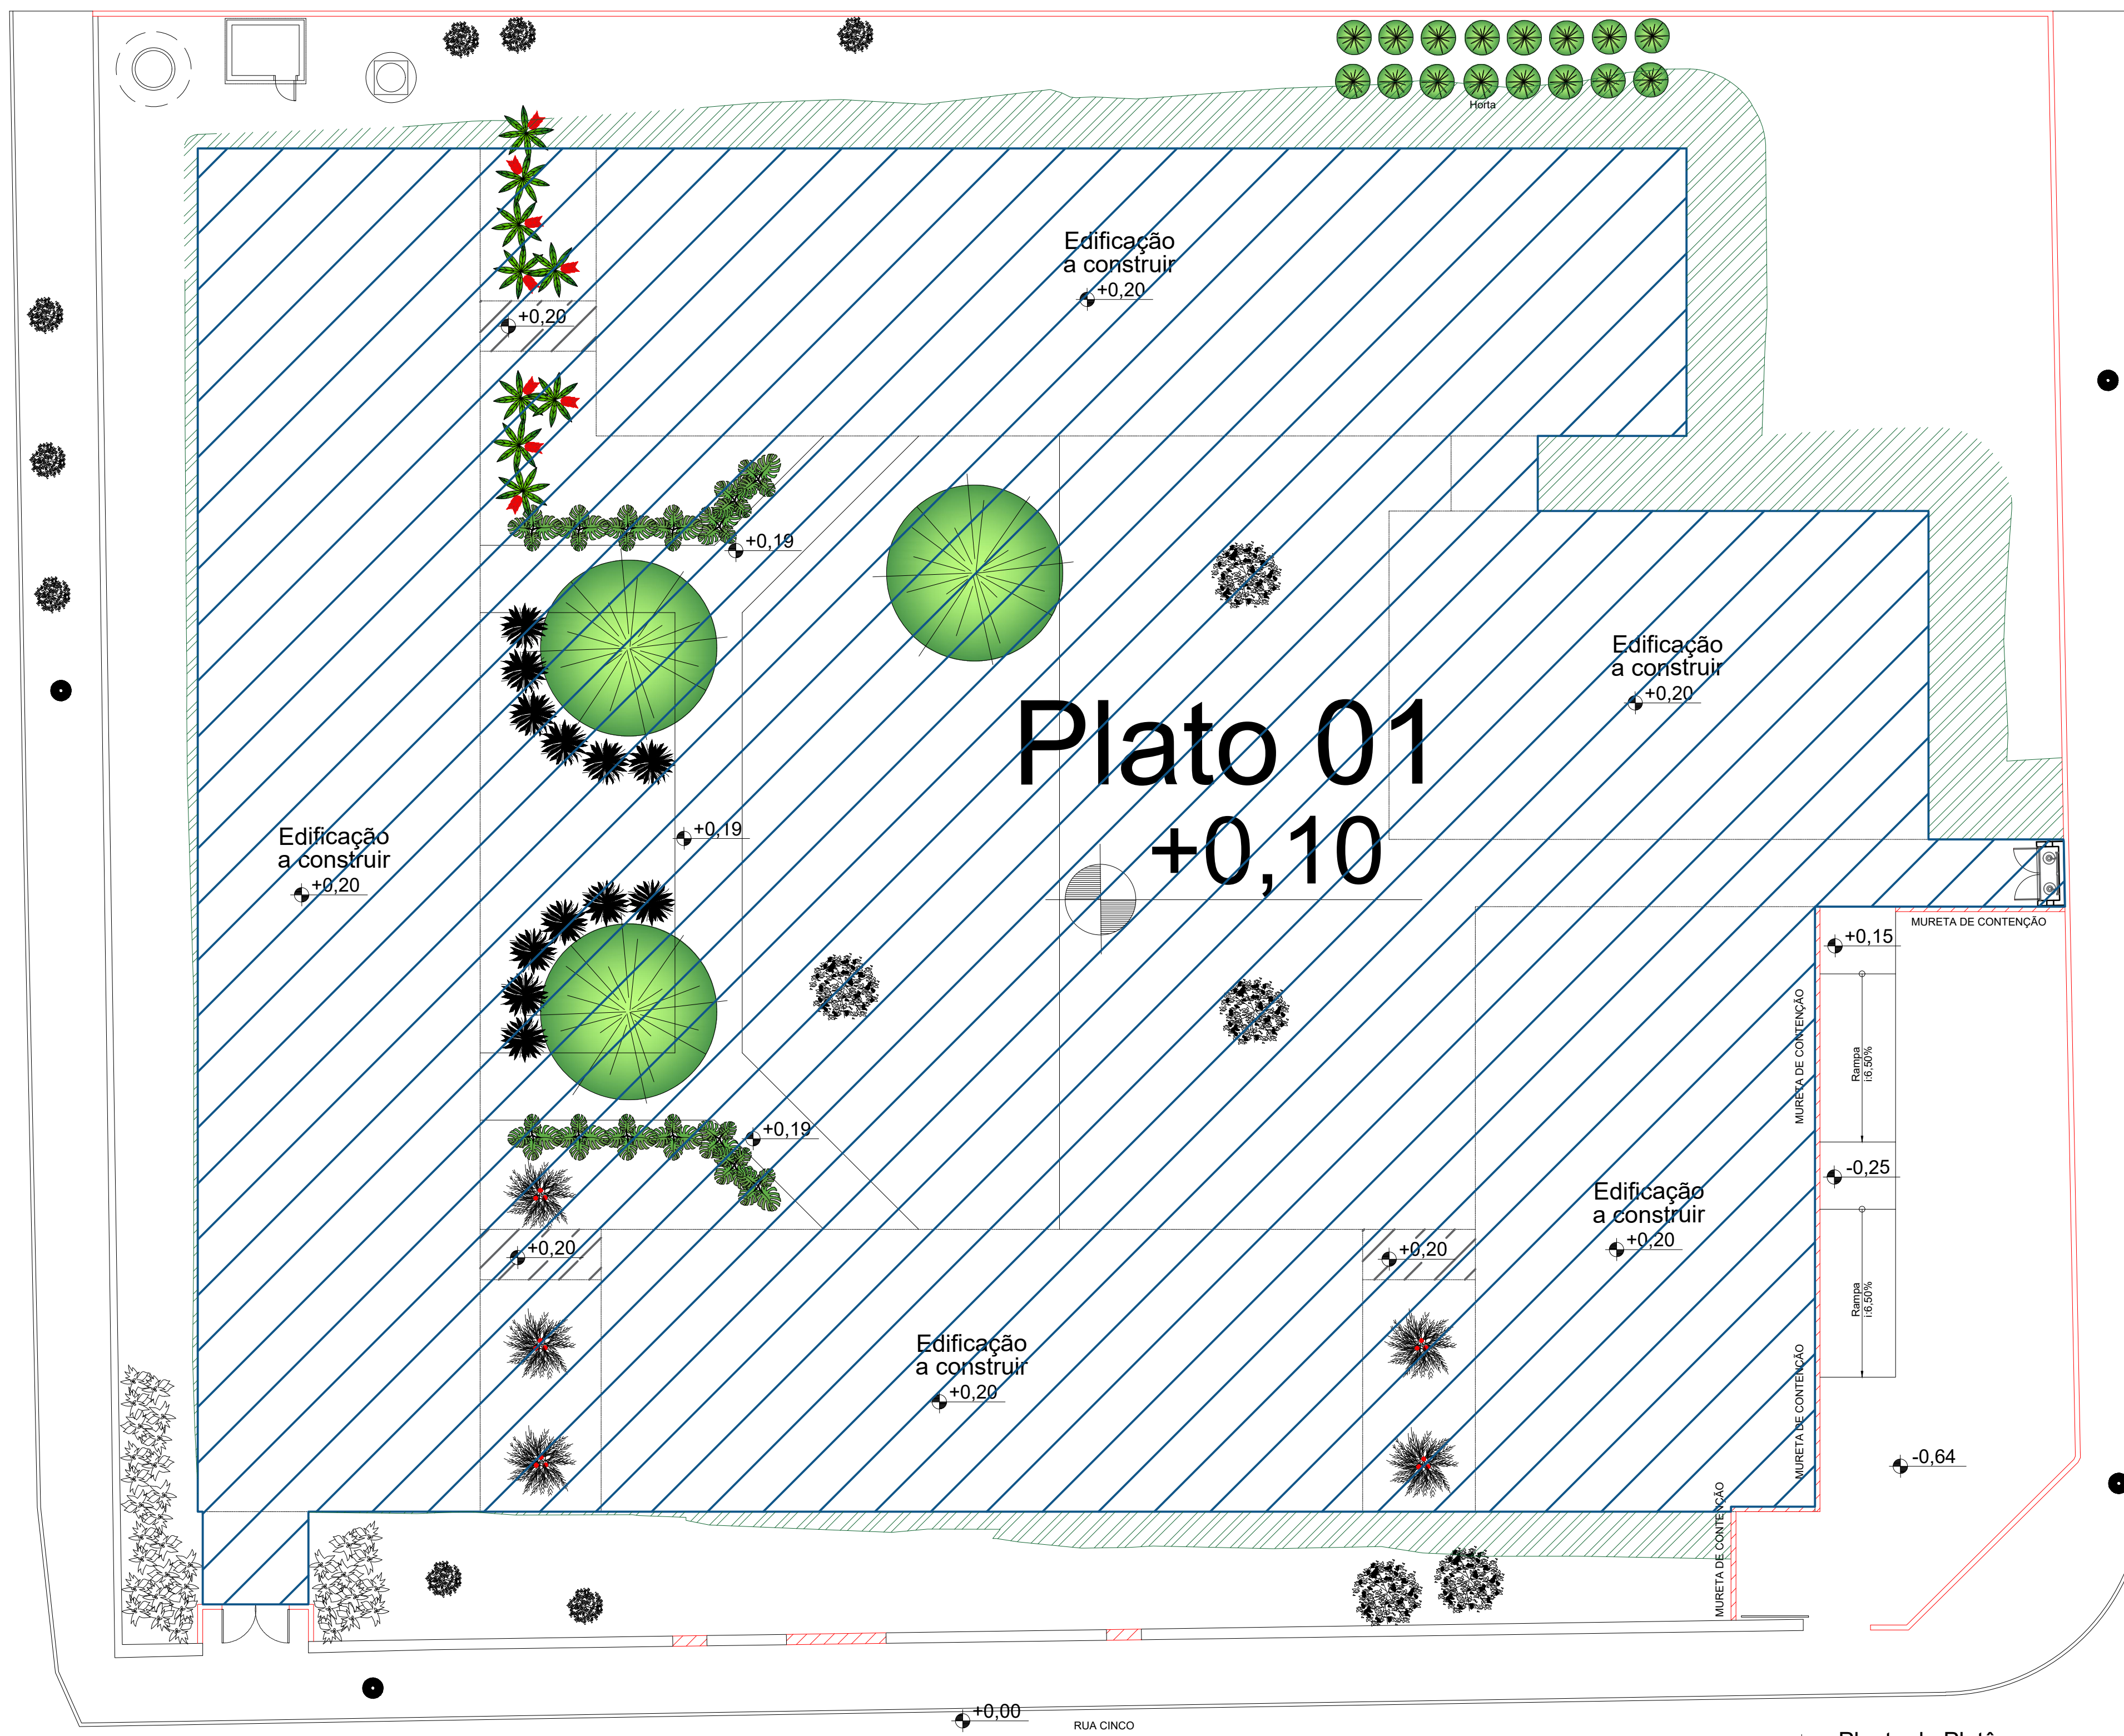 Horta
Edificação
a construir
+0,20
+0,20
+0,19
Edificação
a construir
+0,20
Plato 01
+0,10
Edificação
a construir
+0,20
+0,19
MURETA DE CONTENÇÃO
+0,15
MURETA DE CONTENÇÃO
Rampa
i:6,50%
+0,19
-0,25
Edificação
a construir
+0,20
+0,20
+0,20
Rampa
i:6,50%
Edificação
a construir
+0,20
MURETA DE CONTENÇÃO
-0,64
MURETA DE CONTENÇÃO
+0,00
RUA CINCO